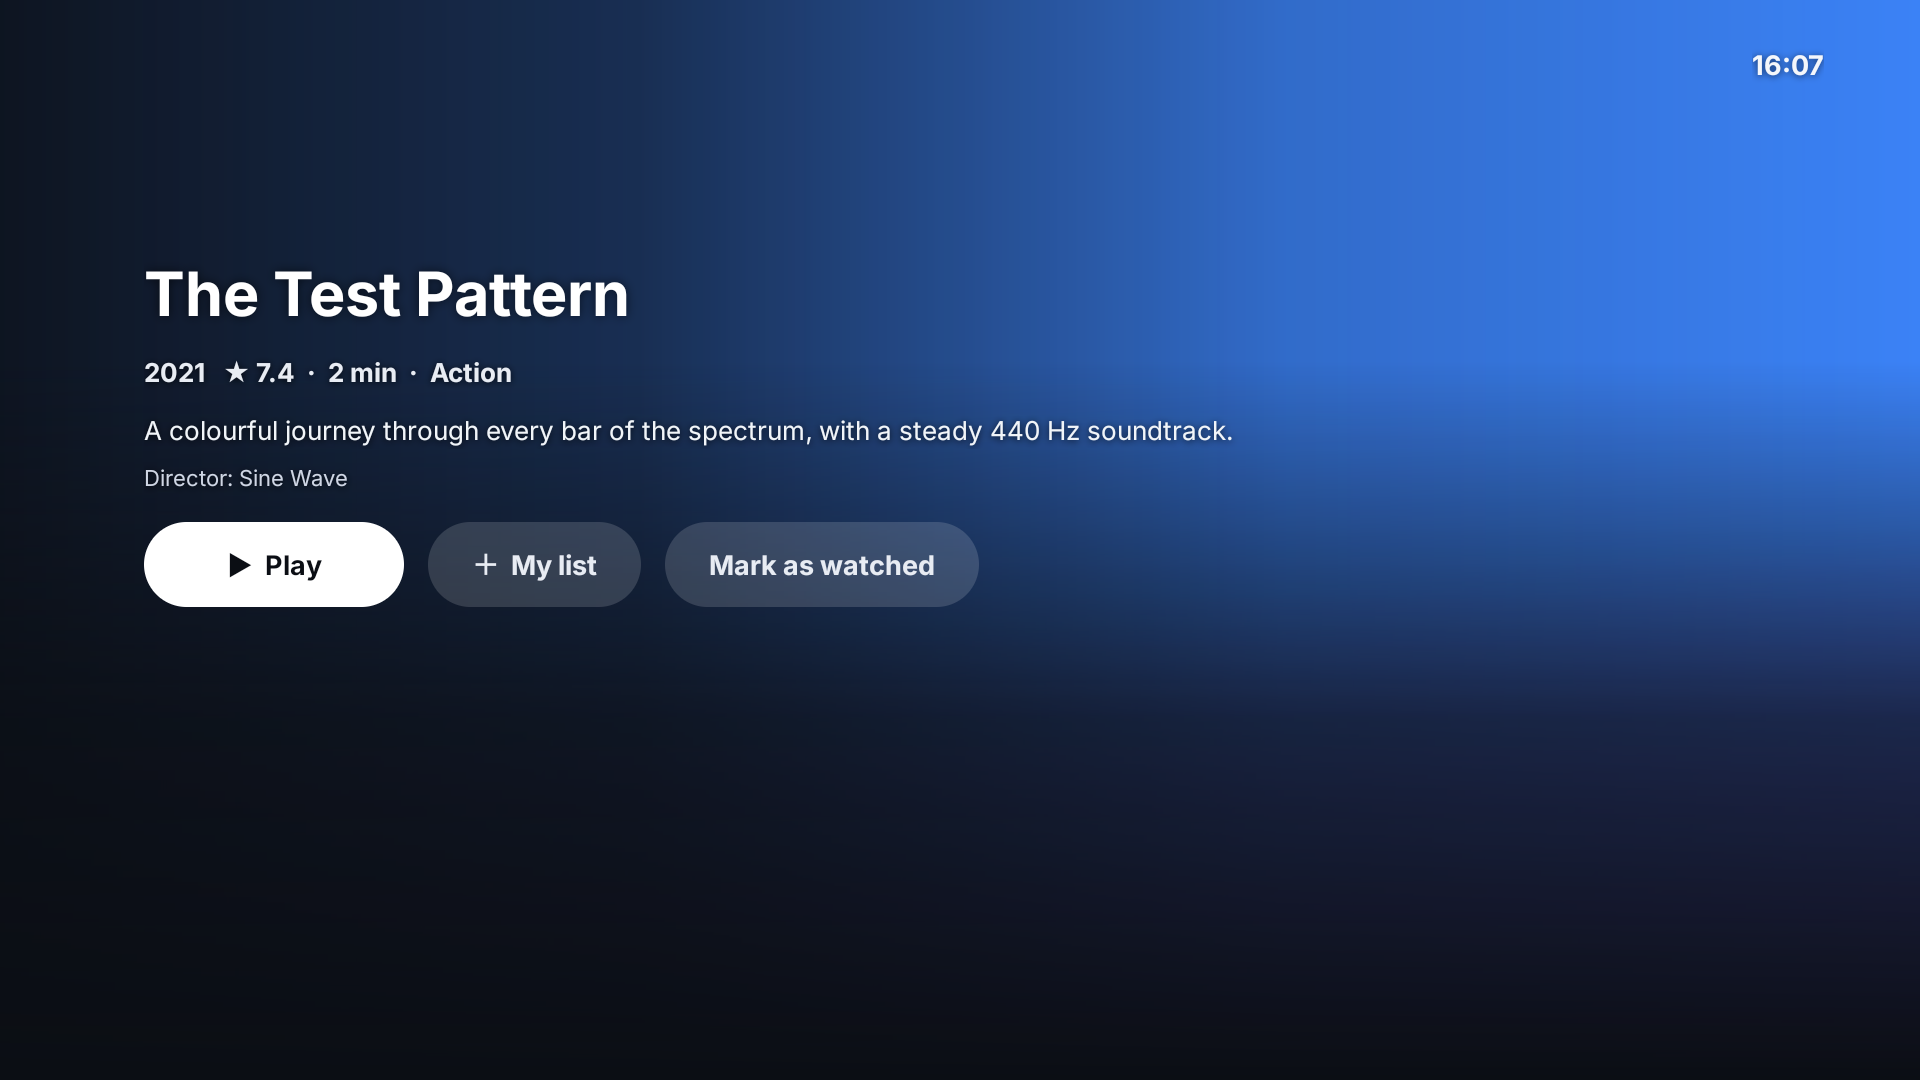 16:07
The Test Pattern
2021 ★ 7.4 · 2 min · Action
A colourful journey through every bar of the spectrum, with a steady 440 Hz soundtrack.
Director: Sine Wave
▶ Play + My list Mark as watched